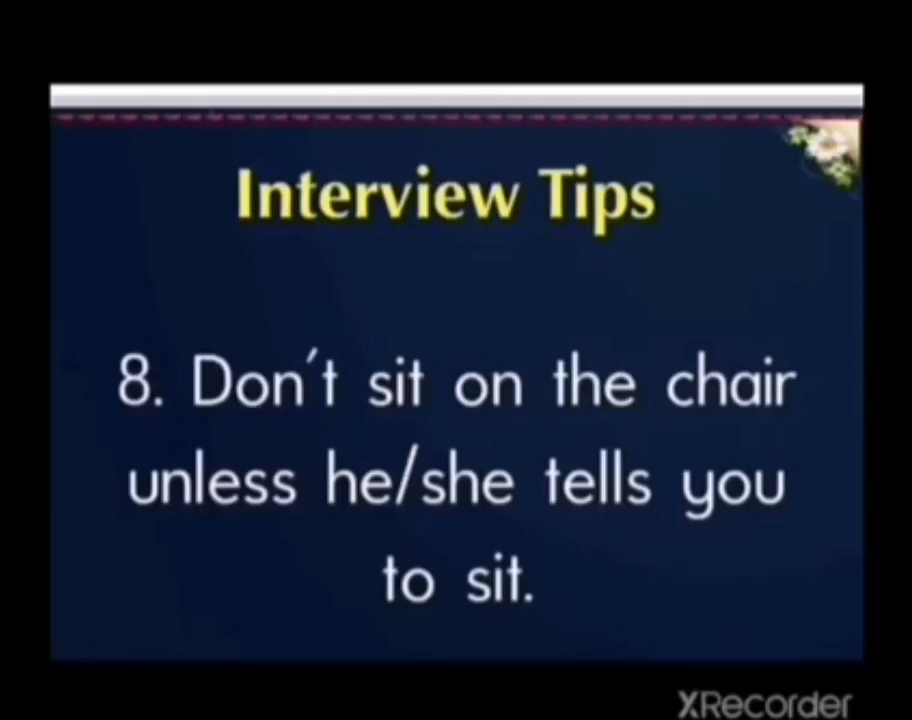 Interview Tips
8. Don't sit on the chair
unless he/she tells you
to sit.
XRecorder